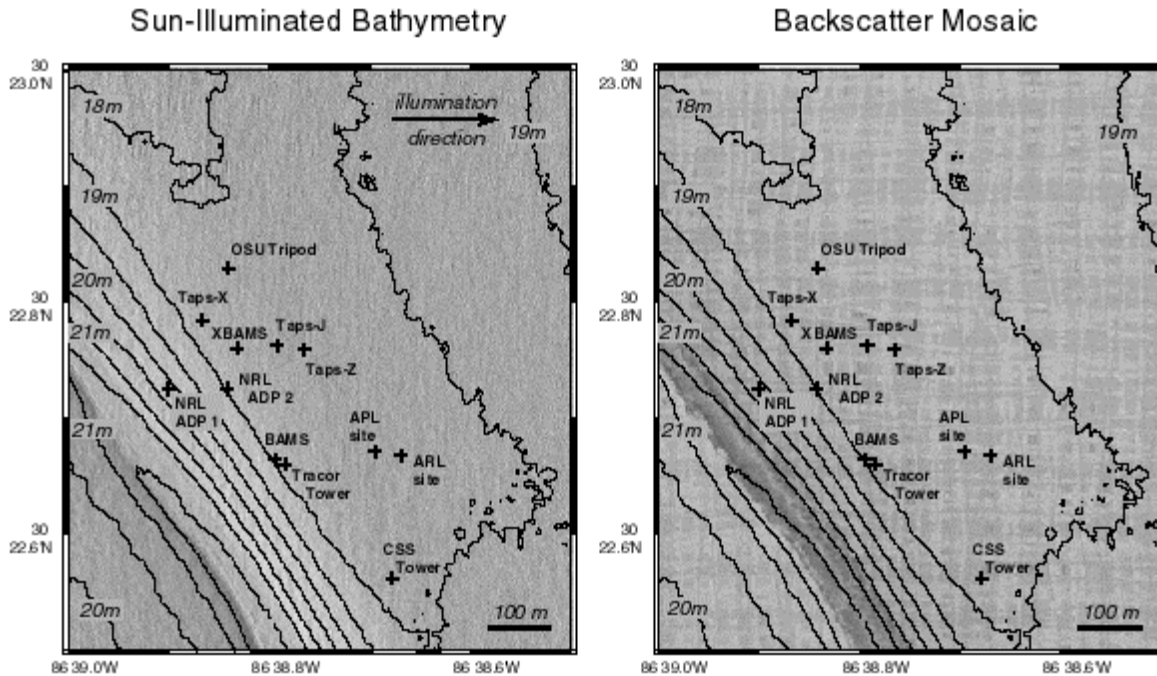 Sun-Illuminated Bathymetry
30
23.0'N
18m
illumination
direction
19m
19m
OSU Tripod
20m
Taps-X
30
22.8'N
21m
XBAMS
Taps-J
Taps-Z
NRL
ADP 2
NRL
ADP 1
21m
BAMS
APL
site
ARL
site
Tracor
Tower
30
22.6'N
CSS
Tower
20m
100 m
86 39.0'W
86 38.8'W
86 38.6'W
Backscatter Mosaic
30
23.0'N
18m
19m
19m
OSU Tripod
20m
Taps-X
30
22.8'N
21m
XBAMS
Taps-J
Taps-Z
NRL
ADP 2
NRL
ADP 1
21m
BAMS
APL
site
ARL
site
Tracor
Tower
30
22.6'N
CSS
Tower
20m
100 m
86 39.0'W
86 38.8'W
86 38.6'W